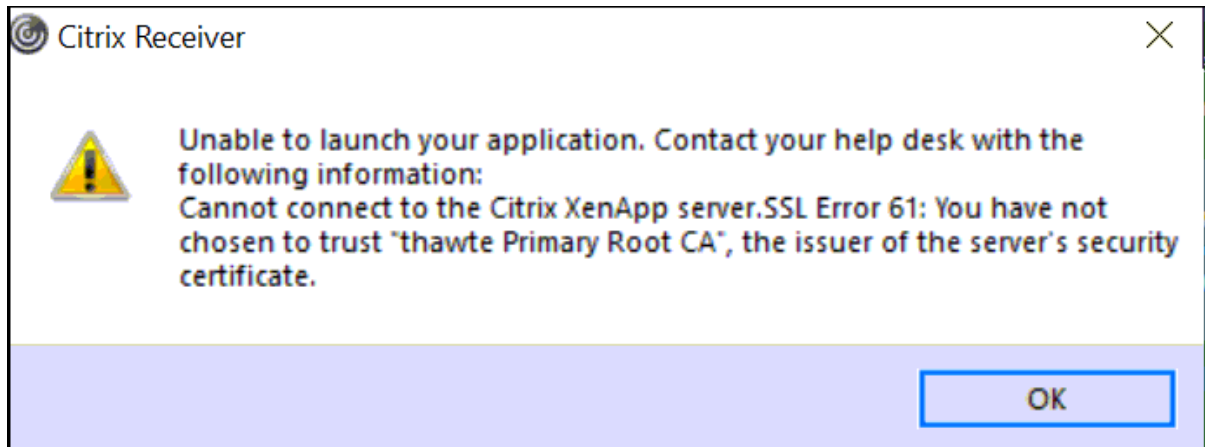 Citrix Receiver
Unable to launch your application. Contact your help desk with the
following information:
Cannot connect to the Citrix XenApp server.SSL Error 61: You have not
chosen to trust "thawte Primary Root CA", the issuer of the server's security
certificate.
OK